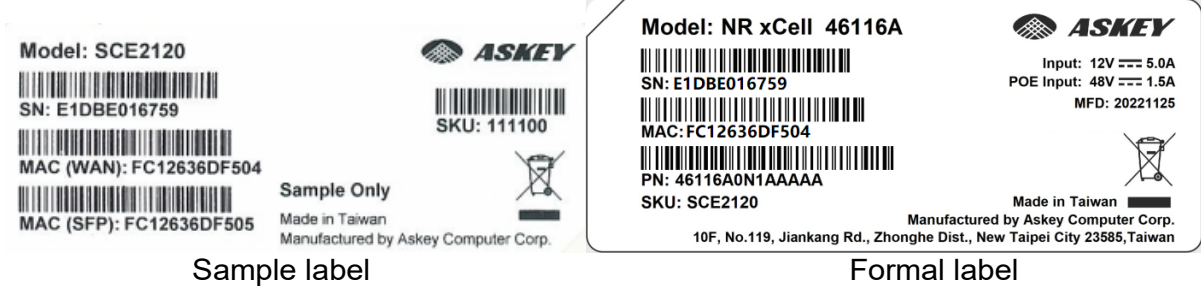 Model: SCE2120
ASKEY
SN: E1DBE016759
SKU: 111100
MAC (WAN): FC12636DF504
MAC (SFP): FC12636DF505
Sample Only
Made in Taiwan
Manufactured by Askey Computer Corp.
Sample label
Model: NR xCell 46116A
ASKEY
SN: E1DBE016759
MAC: FC12636DF504
PN: 46116A0N1AAAAA
SKU: SCE2120
Input: 12V ⎓ 5.0A
POE Input: 48V ⎓ 1.5A
MFD: 20221125
Made in Taiwan
Manufactured by Askey Computer Corp.
10F, No.119, Jiankang Rd., Zhonghe Dist., New Taipei City 23585,Taiwan
Formal label